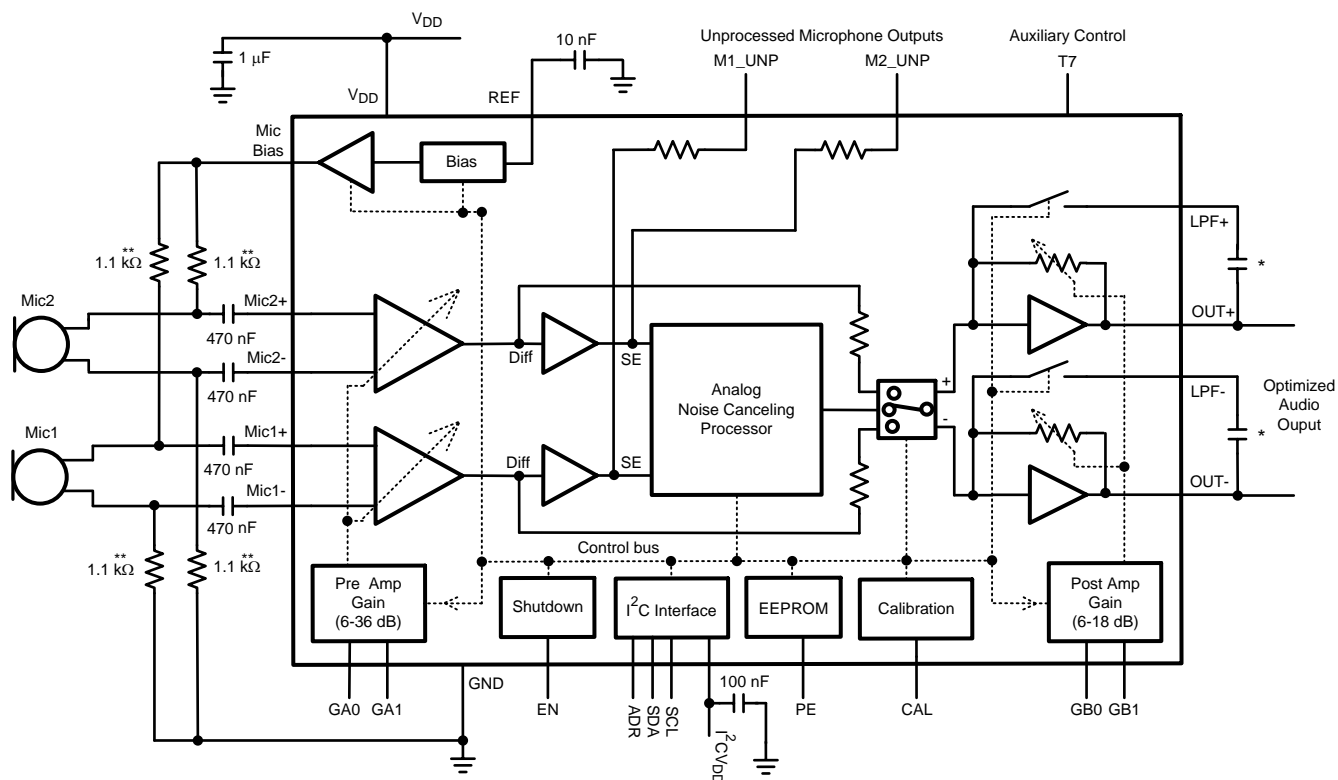 V_DD
1 µF
10 nF
Unprocessed Microphone Outputs
M1_UNP
M2_UNP
Auxiliary Control
T7
V_DD
REF
Mic
Bias
Bias
LPF+
**
1.1 kΩ
**
1.1 kΩ
*
Mic2
Mic2+
470 nF
OUT+
Mic2-
470 nF
Diff
SE
Analog
Noise Canceling
Processor
+
-
LPF-
Optimized
Audio
Ouput
*
Mic1
Mic1+
470 nF
Mic1-
470 nF
Diff
SE
OUT-
**
1.1 kΩ
**
1.1 kΩ
Control bus
Pre Amp
Gain
(6-36 dB)
Shutdown
I²C Interface
EEPROM
Calibration
Post Amp
Gain
(6-18 dB)
GND
100 nF
GA0
GA1
EN
ADR
SDA
SCL
I²CV_DD
PE
CAL
GB0
GB1